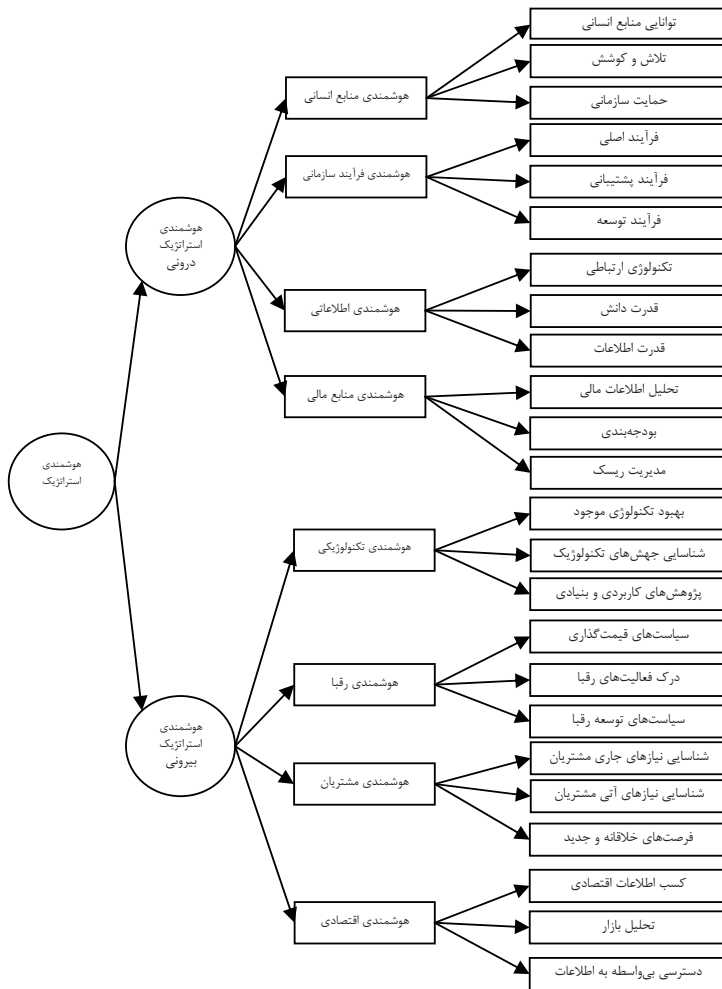 هوشمندی
استراتژیک
هوشمندی
استراتژیک
درونی
هوشمندی منابع انسانی
توانایی منابع انسانی
تلاش و کوشش
حمایت سازمانی
هوشمندی فرآیند سازمانی
فرآیند اصلی
فرآیند پشتیبانی
فرآیند توسعه
هوشمندی اطلاعاتی
تکنولوژی ارتباطی
قدرت دانش
قدرت اطلاعات
هوشمندی منابع مالی
تحلیل اطلاعات مالی
بودجه‌بندی
مدیریت ریسک
هوشمندی
استراتژیک
بیرونی
هوشمندی تکنولوژیکی
بهبود تکنولوژی موجود
شناسایی جهش‌های تکنولوژیک
پژوهش‌های کاربردی و بنیادی
هوشمندی رقبا
سیاست‌های قیمت‌گذاری
درک فعالیت‌های رقبا
سیاست‌های توسعه رقبا
هوشمندی مشتریان
شناسایی نیازهای جاری مشتریان
شناسایی نیازهای آتی مشتریان
فرصت‌های خلاقانه و جدید
هوشمندی اقتصادی
کسب اطلاعات اقتصادی
تحلیل بازار
دسترسی بی‌واسطه به اطلاعات